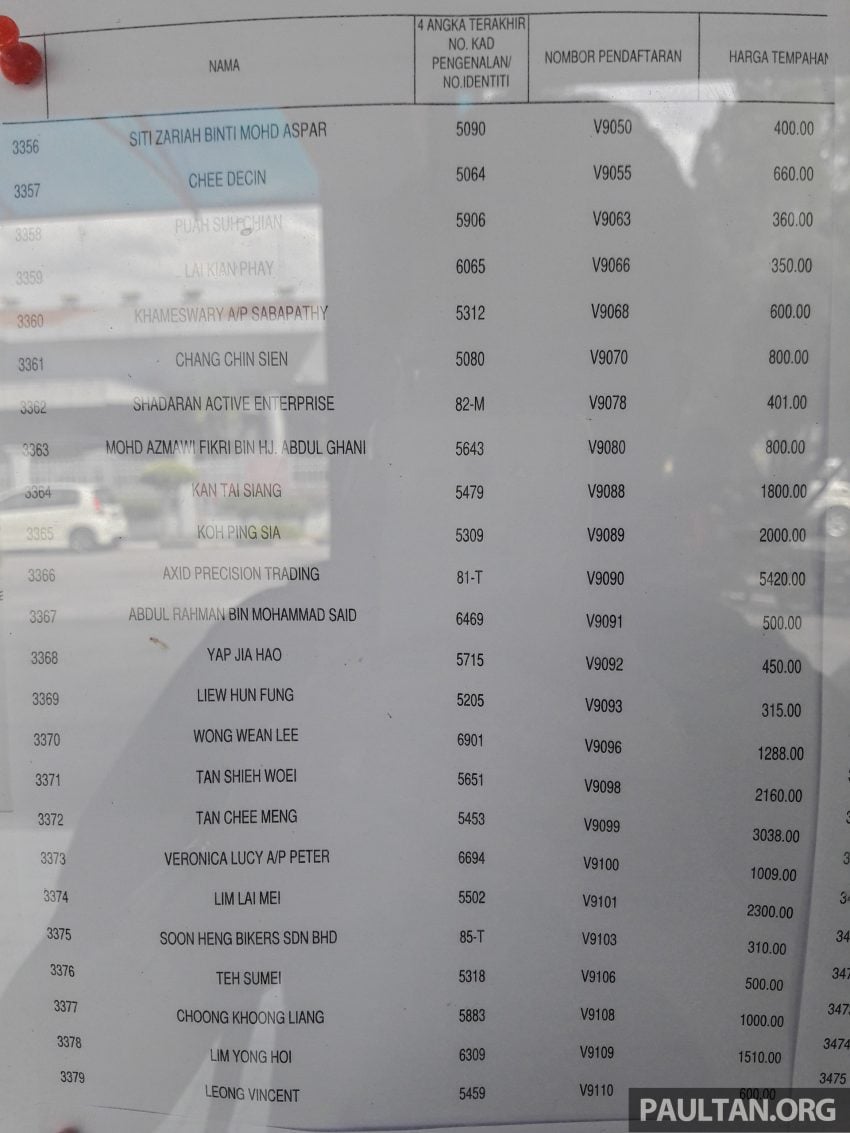 NAMA
4 ANGKA TERAKHIR
NO. KAD
PENGENALAN/
NO.IDENTITI
NOMBOR PENDAFTARAN
HARGA TEMPAHAN
3356 SITI ZARIAH BINTI MOHD ASPAR 5090 V9050 400.00
3357 CHEE DECIN 5064 V9055 660.00
3358 PUAH SUH CHIAN 5906 V9063 360.00
3359 LAI KIAN PHAY 6065 V9066 350.00
3360 KHAMESWARY A/P SABAPATHY 5312 V9068 600.00
3361 CHANG CHIN SIEN 5080 V9070 800.00
3362 SHADARAN ACTIVE ENTERPRISE 82-M V9078 401.00
3363 MOHD AZMAWI FIKRI BIN HJ. ABDUL GHANI 5643 V9080 800.00
3364 KAN TAI SIANG 5479 V9088 1800.00
3365 KOH PING SIA 5309 V9089 2000.00
3366 AXID PRECISION TRADING 81-T V9090 5420.00
3367 ABDUL RAHMAN BIN MOHAMMAD SAID 6469 V9091 500.00
3368 YAP JIA HAO 5715 V9092 450.00
3369 LIEW HUN FUNG 5205 V9093 315.00
3370 WONG WEAN LEE 6901 V9096 1288.00
3371 TAN SHIEH WOEI 5651 V9098 2160.00
3372 TAN CHEE MENG 5453 V9099 3038.00
3373 VERONICA LUCY A/P PETER 6694 V9100 1009.00
3374 LIM LAI MEI 5502 V9101 2300.00
3375 SOON HENG BIKERS SDN BHD 85-T V9103 310.00
3376 TEH SUMEI 5318 V9106 500.00
3377 CHOONG KHOONG LIANG 5883 V9108 1000.00
3378 LIM YONG HOI 6309 V9109 1510.00
3474
3379 LEONG VINCENT 5459 V9110 600.00
3475
PAULTAN.ORG